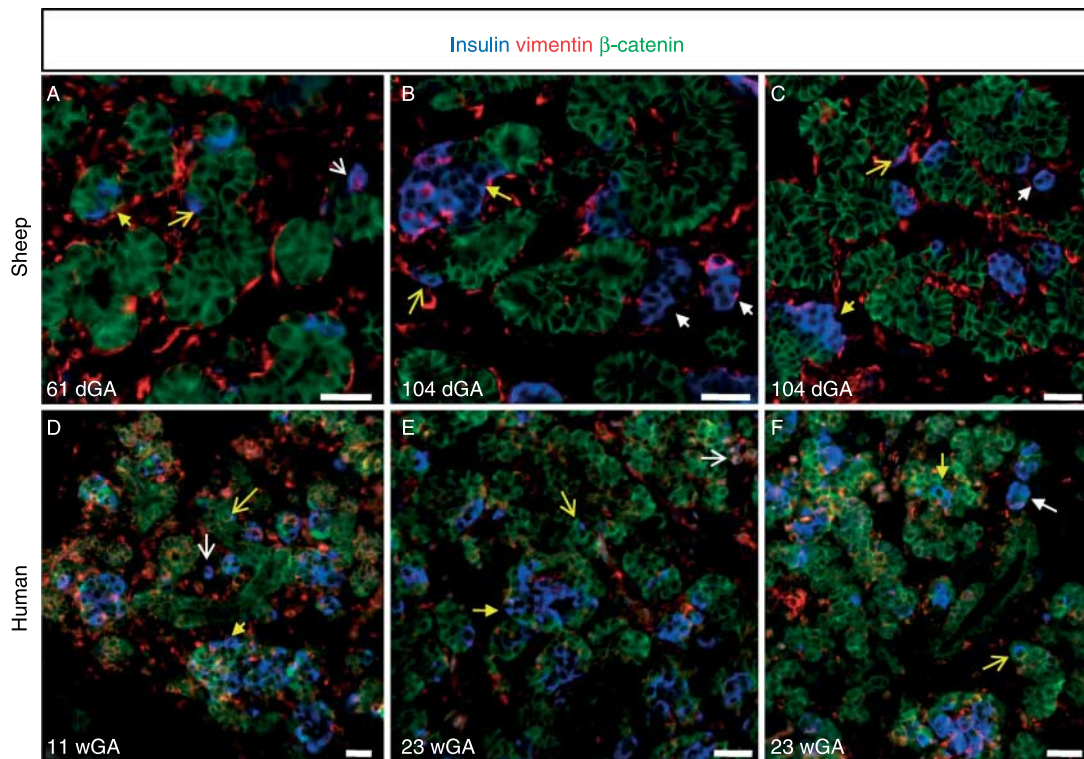 Insulin vimentin β-catenin
A
B
C
Sheep
61 dGA
104 dGA
104 dGA
D
E
F
Human
11 wGA
23 wGA
23 wGA